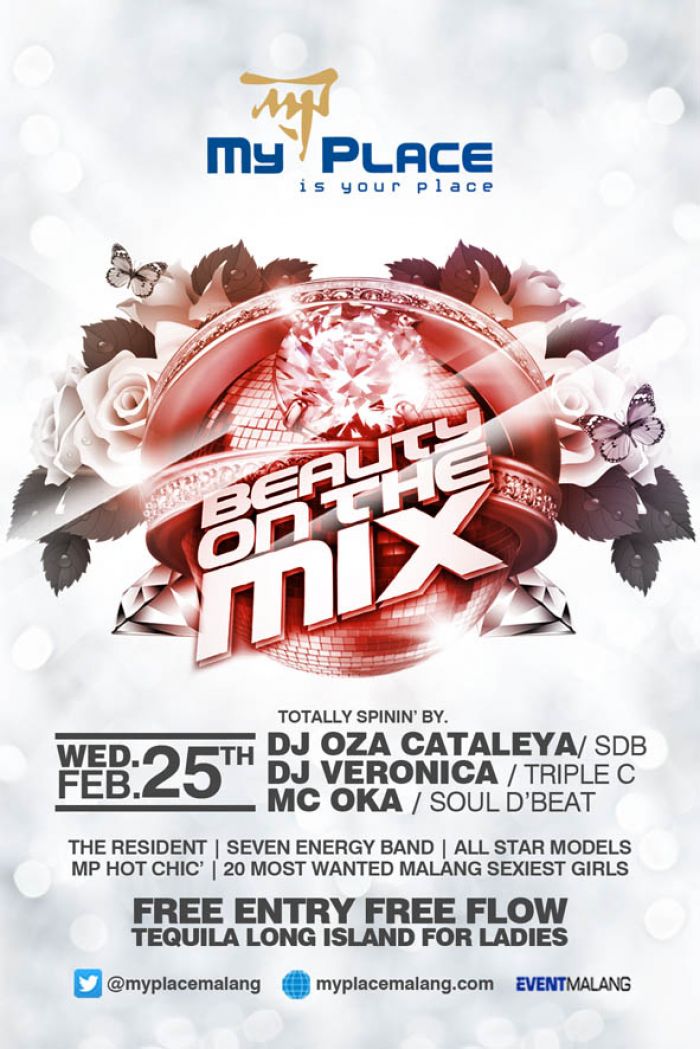 MP
MY PLACE
is your place
BEAUTY
ON THE
MIX
TOTALLY SPININ' BY.
WED:
FEB. 25TH
DJ OZA CATALEYA/ SDB
DJ VERONICA / TRIPLE C
MC OKA / SOUL D'BEAT
THE RESIDENT | SEVEN ENERGY BAND | ALL STAR MODELS
MP HOT CHIC' | 20 MOST WANTED MALANG SEXIEST GIRLS
FREE ENTRY FREE FLOW
TEQUILA LONG ISLAND FOR LADIES
@myplacemalang myplacemalang.com EVENTMALANG